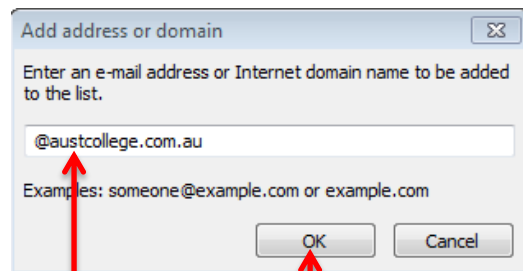 Add address or domain
Enter an e-mail address or Internet domain name to be added
to the list.
@austcollege.com.au
Examples: someone@example.com or example.com
OK Cancel